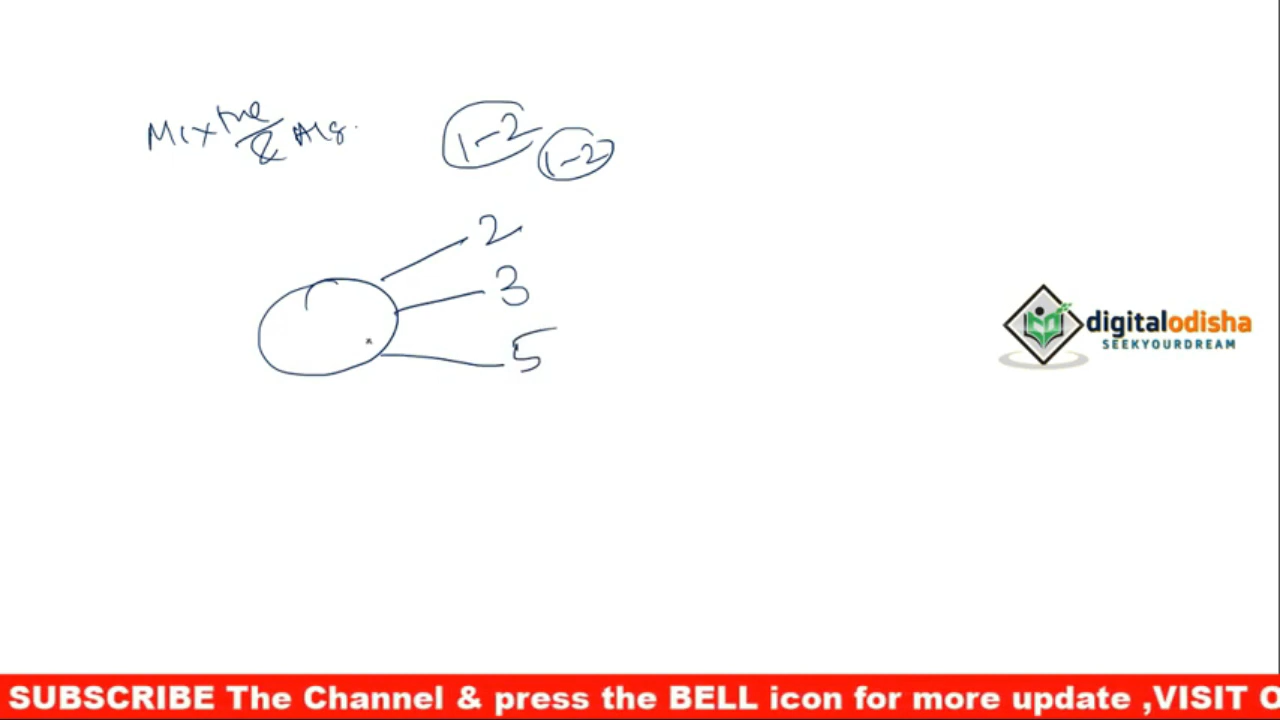 Mixture & Alg.
1-2
1-2
2
3
5
digitalodisha
SEEKYOURDREAM
SUBSCRIBE The Channel & press the BELL icon for more update ,VISIT O